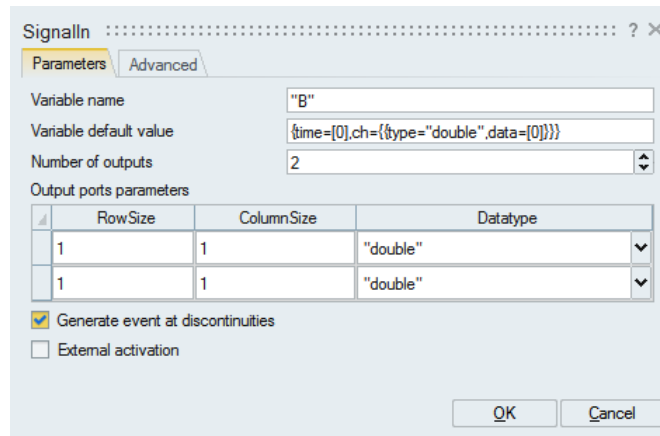 SignalIn ? ×
Parameters Advanced
Variable name "B"
Variable default value {time=[0],ch={{type="double",data=[0]}}}
Number of outputs 2
Output ports parameters
RowSize ColumnSize Datatype
1 1 "double"
1 1 "double"
Generate event at discontinuities
External activation
OK Cancel